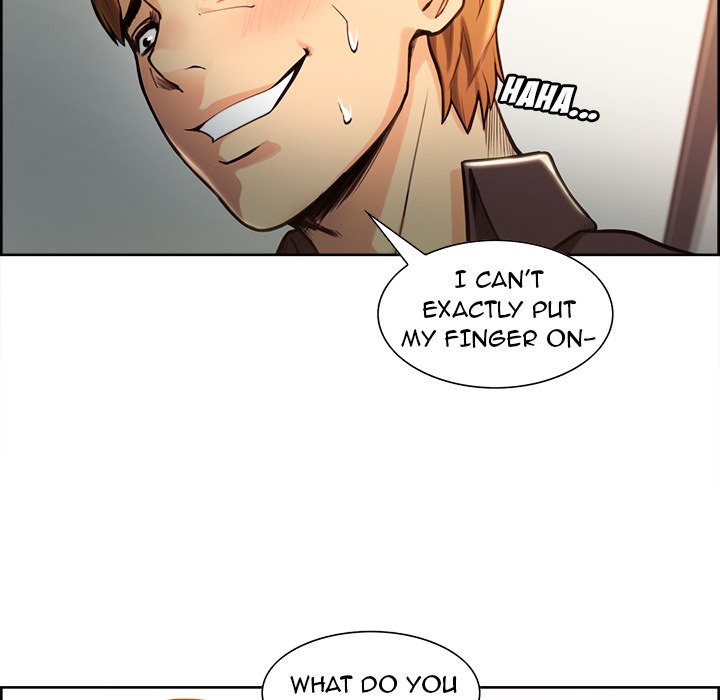 HAHA...
I CAN'T
EXACTLY PUT
MY FINGER ON-
WHAT DO YOU